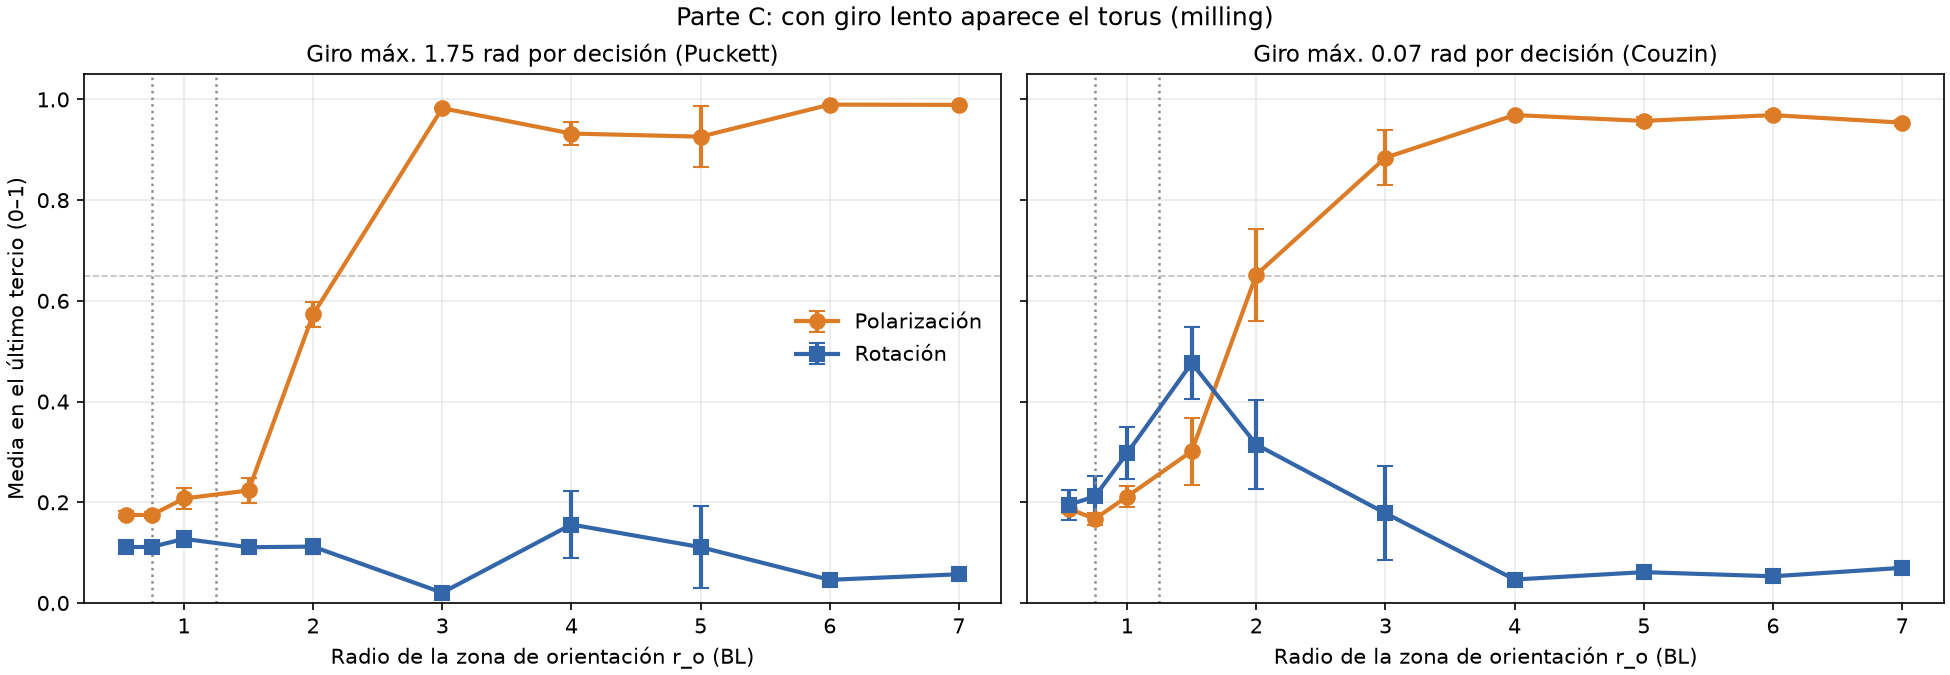 Parte C: con giro lento aparece el torus (milling)
Giro máx. 1.75 rad por decisión (Puckett)
Giro máx. 0.07 rad por decisión (Couzin)
Media en el último tercio (0–1)
1.0
0.8
0.6
0.4
0.2
0.0
Polarización
Rotación
1 2 3 4 5 6 7
1 2 3 4 5 6 7
Radio de la zona de orientación r_o (BL)
Radio de la zona de orientación r_o (BL)